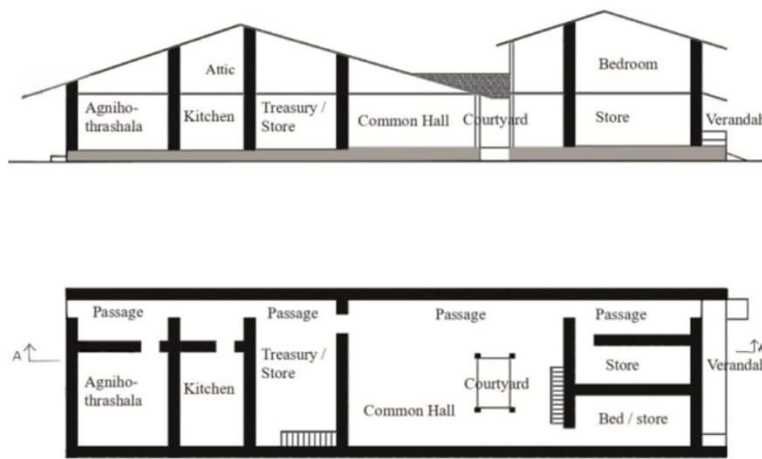 Attic
Bedroom
Agniho-
thrashala
Kitchen
Treasury /
Store
Common Hall
Courtyard
Store
Verandah
Passage
Passage
Passage
Passage
A
Agniho-
thrashala
Kitchen
Treasury /
Store
Courtyard
Common Hall
Store
Bed / store
Verandah